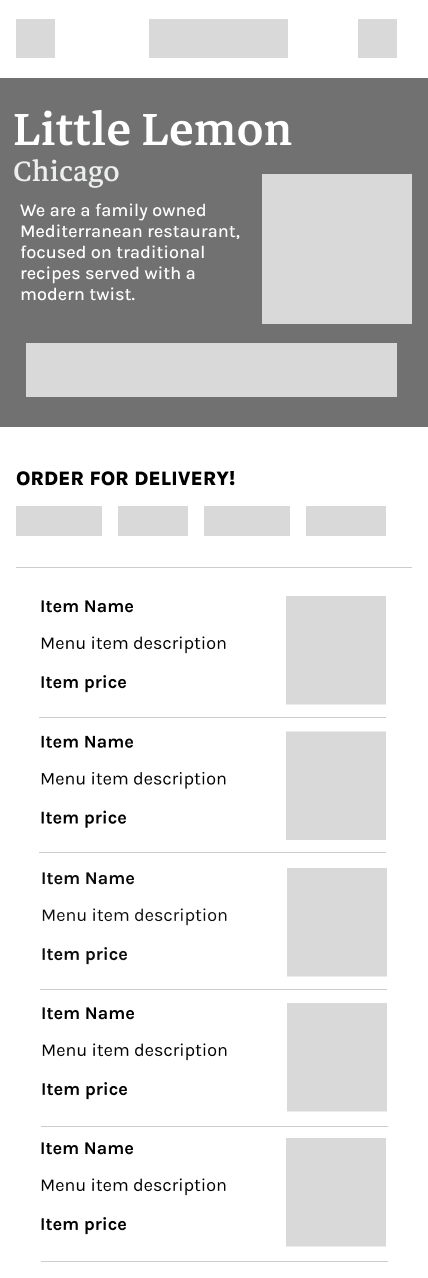 Little Lemon
Chicago
We are a family owned
Mediterranean restaurant,
focused on traditional
recipes served with a
modern twist.
ORDER FOR DELIVERY!
Item Name
Menu item description
Item price
Item Name
Menu item description
Item price
Item Name
Menu item description
Item price
Item Name
Menu item description
Item price
Item Name
Menu item description
Item price